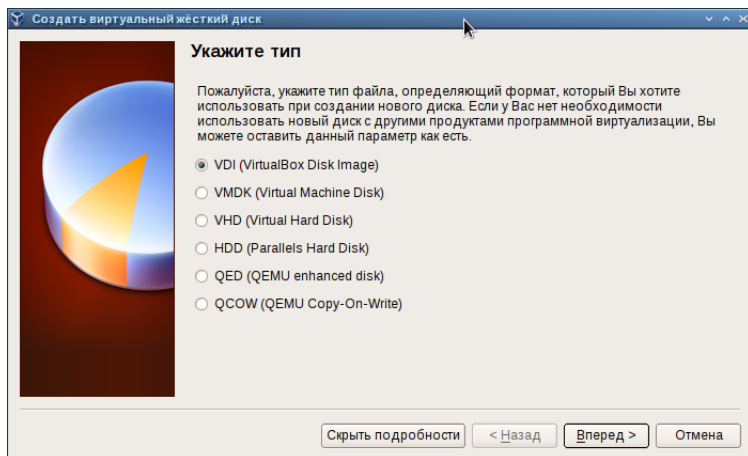 Создать виртуальный жёсткий диск
Укажите тип
Пожалуйста, укажите тип файла, определяющий формат, который Вы хотите
использовать при создании нового диска. Если у Вас нет необходимости
использовать новый диск с другими продуктами программной виртуализации, Вы
можете оставить данный параметр как есть.
VDI (VirtualBox Disk Image)
VMDK (Virtual Machine Disk)
VHD (Virtual Hard Disk)
HDD (Parallels Hard Disk)
QED (QEMU enhanced disk)
QCOW (QEMU Copy-On-Write)
Скрыть подробности < Назад Вперед > Отмена